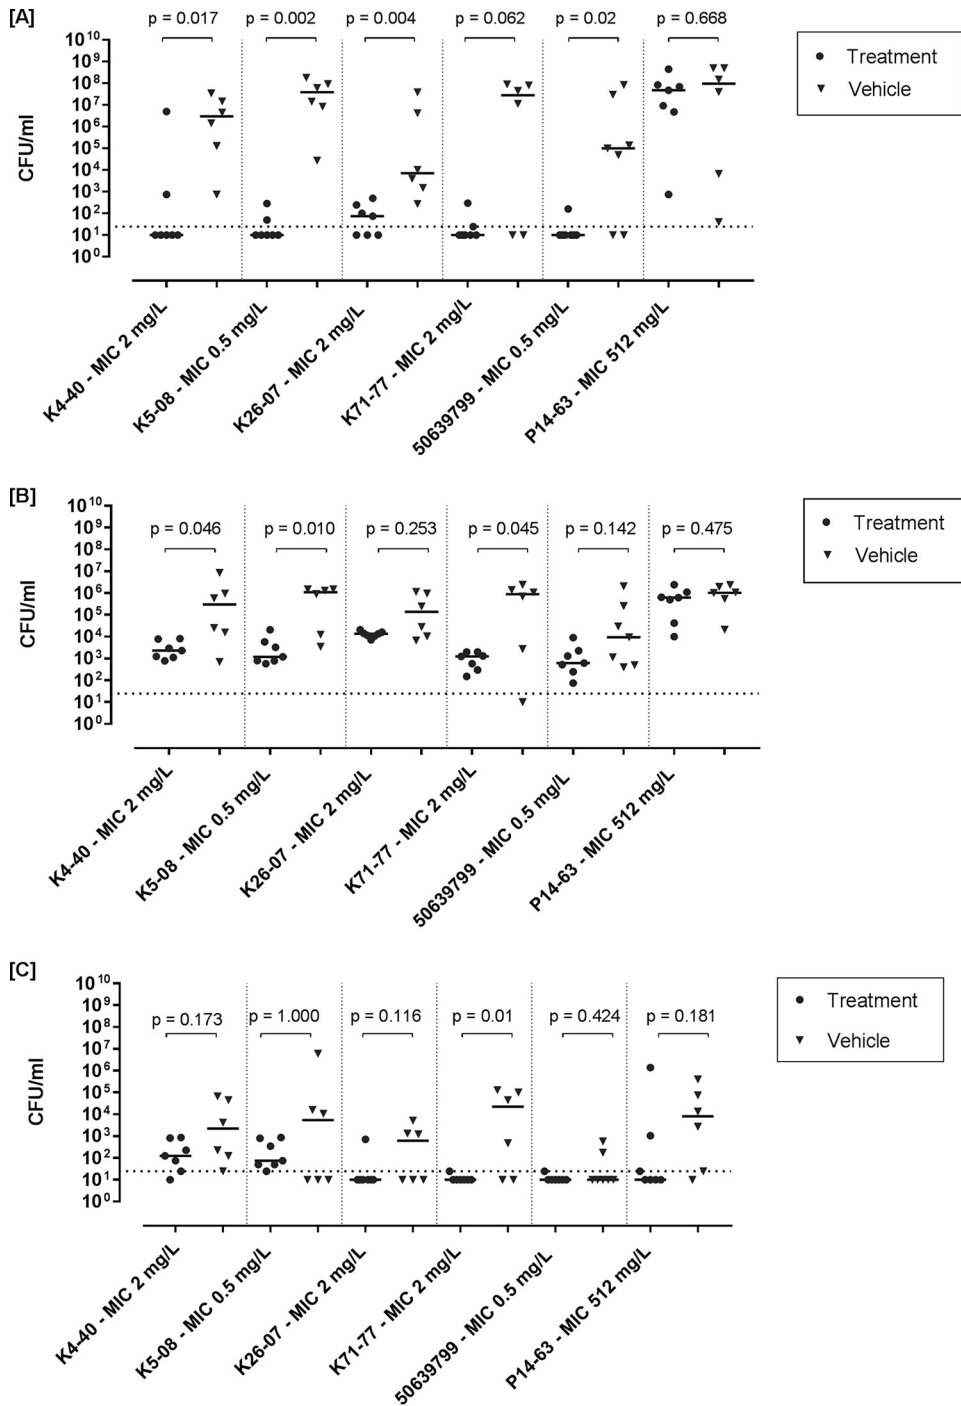 [A]
p = 0.017 p = 0.002 p = 0.004 p = 0.062 p = 0.02 p = 0.668
CFU/ml
10^10
10^9
10^8
10^7
10^6
10^5
10^4
10^3
10^2
10^1
10^0
Treatment
Vehicle
K4-40 - MIC 2 mg/L
K5-08 - MIC 0.5 mg/L
K26-07 - MIC 2 mg/L
K71-77 - MIC 2 mg/L
50639799 - MIC 0.5 mg/L
P14-63 - MIC 512 mg/L
[B]
p = 0.046 p = 0.010 p = 0.253 p = 0.045 p = 0.142 p = 0.475
CFU/ml
10^10
10^9
10^8
10^7
10^6
10^5
10^4
10^3
10^2
10^1
10^0
Treatment
Vehicle
K4-40 - MIC 2 mg/L
K5-08 - MIC 0.5 mg/L
K26-07 - MIC 2 mg/L
K71-77 - MIC 2 mg/L
50639799 - MIC 0.5 mg/L
P14-63 - MIC 512 mg/L
[C]
p = 0.173 p = 1.000 p = 0.116 p = 0.01 p = 0.424 p = 0.181
CFU/ml
10^10
10^9
10^8
10^7
10^6
10^5
10^4
10^3
10^2
10^1
10^0
Treatment
Vehicle
K4-40 - MIC 2 mg/L
K5-08 - MIC 0.5 mg/L
K26-07 - MIC 2 mg/L
K71-77 - MIC 2 mg/L
50639799 - MIC 0.5 mg/L
P14-63 - MIC 512 mg/L